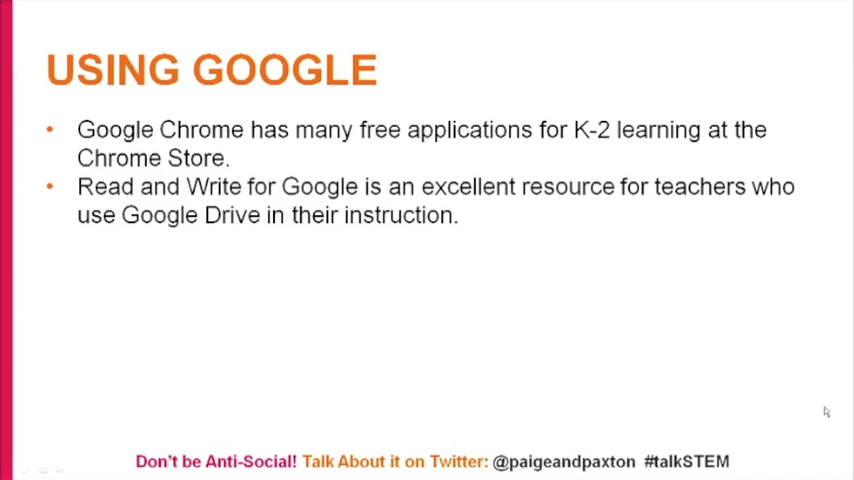 USING GOOGLE
• Google Chrome has many free applications for K-2 learning at the
Chrome Store.
• Read and Write for Google is an excellent resource for teachers who
use Google Drive in their instruction.
Don't be Anti-Social! Talk About it on Twitter: @paigeandpaxton #talkSTEM